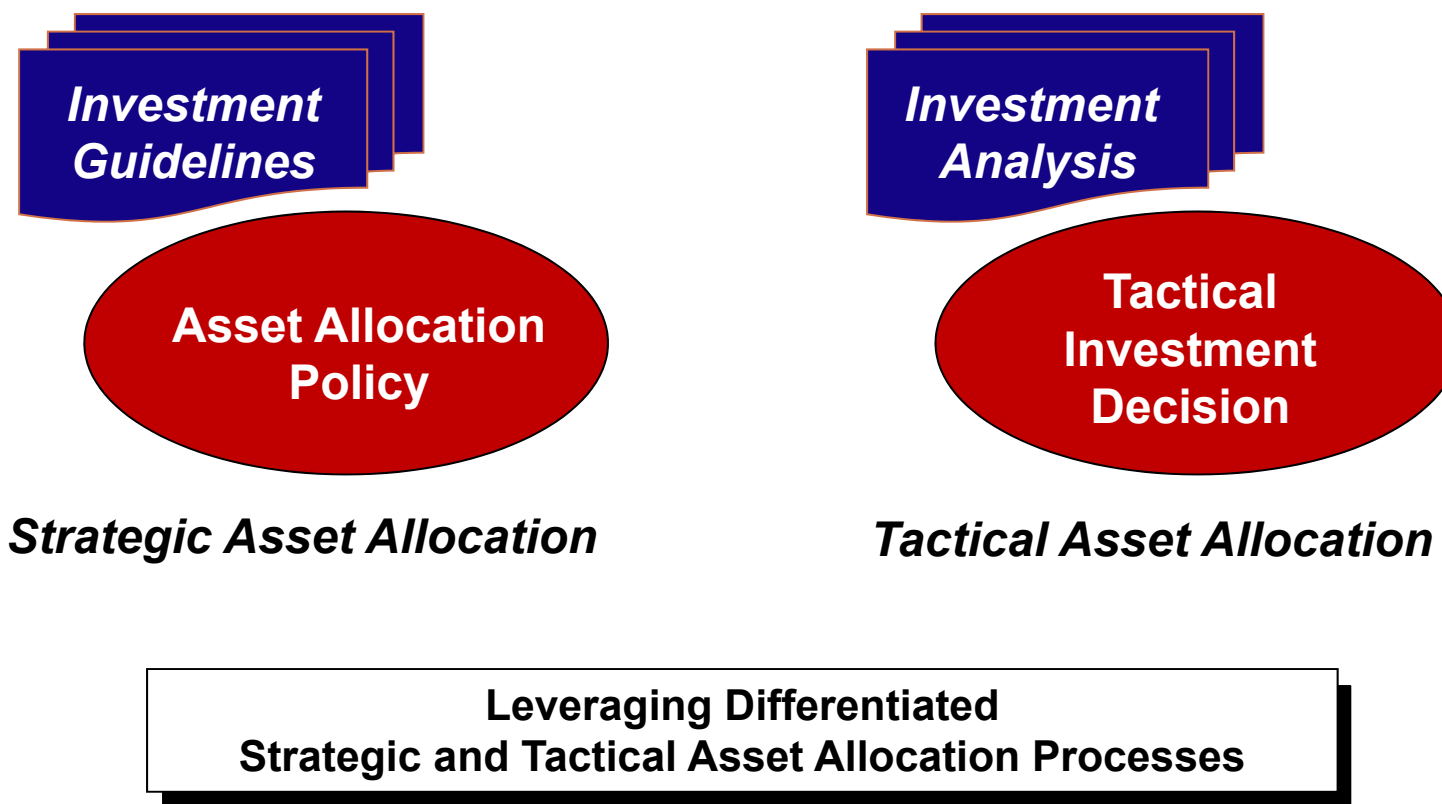 Investment
Guidelines
Asset Allocation
Policy
Strategic Asset Allocation
Investment
Analysis
Tactical
Investment
Decision
Tactical Asset Allocation
Leveraging Differentiated
Strategic and Tactical Asset Allocation Processes